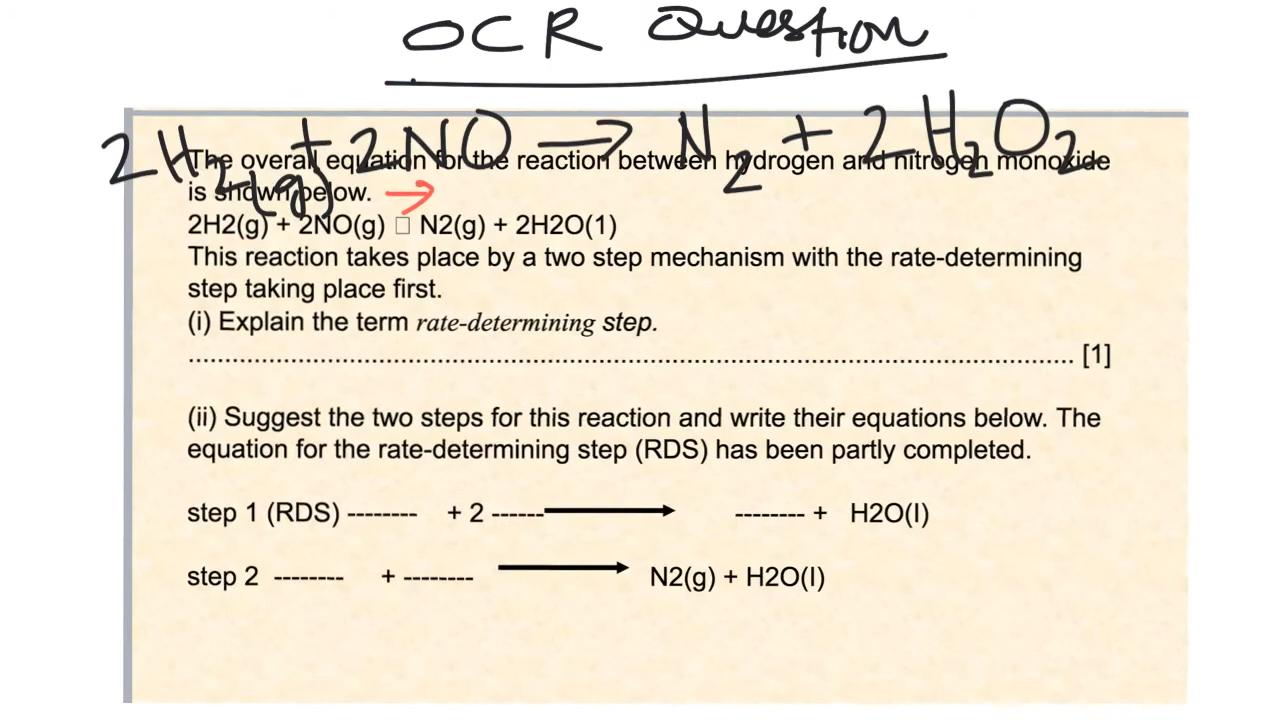 OCR Question
2H2(g) + 2NO → N2 + 2H2O2
The overall equation for the reaction between hydrogen and nitrogen monoxide
is shown below. →
2H2(g) + 2NO(g) □ N2(g) + 2H2O(1)
This reaction takes place by a two step mechanism with the rate-determining
step taking place first.
(i) Explain the term rate-determining step.
.......................................................................................................................... [1]
(ii) Suggest the two steps for this reaction and write their equations below. The
equation for the rate-determining step (RDS) has been partly completed.
step 1 (RDS) -------- + 2 ------ → -------- + H2O(l)
step 2 -------- + -------- → N2(g) + H2O(l)